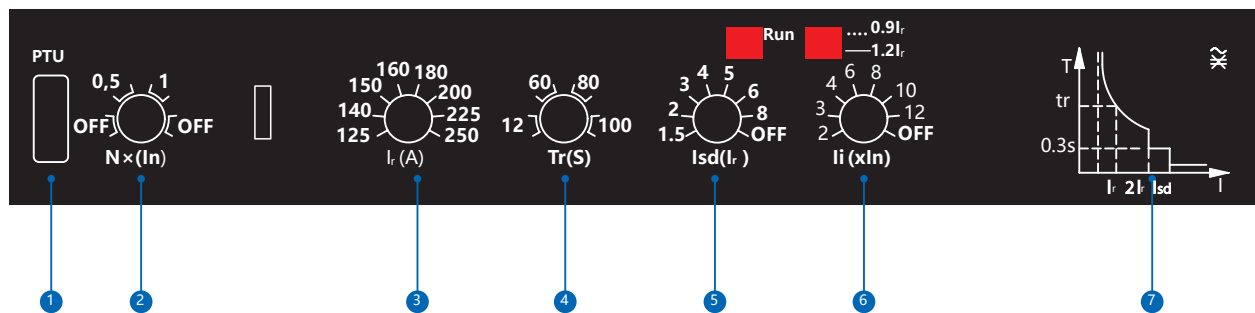 PTU
OFF 0,5 1 OFF
N×(In)
125 140 150 160 180 200 225 250
Ir (A)
12 60 80 100
Tr(S)
Run
1.5 2 3 4 5 6 8 OFF
Isd(Ir )
.... 0.9Ir
1.2Ir
2 3 4 6 8 10 12 OFF
Ii (xIn)
T
tr
0.3s
Ir 2Ir Isd I
1 2 3 4 5 6 7